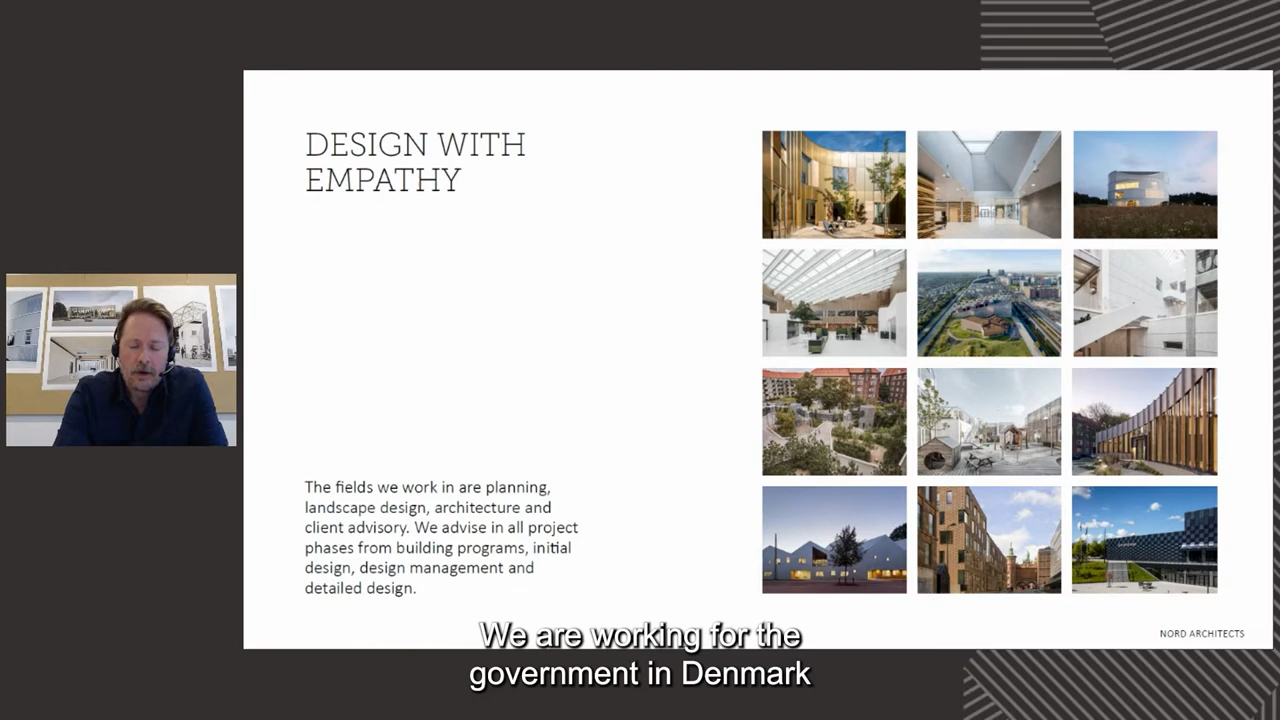 DESIGN WITH
EMPATHY
The fields we work in are planning,
landscape design, architecture and
client advisory. We advise in all project
phases from building programs, initial
design, design management and
detailed design.
NORD ARCHITECTS
We are working for the
government in Denmark